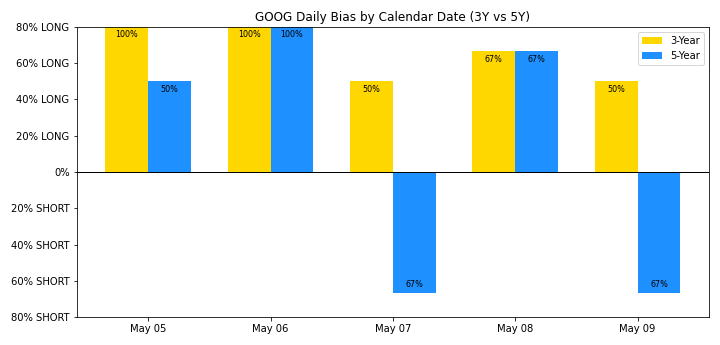 GOOG Daily Bias by Calendar Date (3Y vs 5Y)
80% LONG
60% LONG
40% LONG
20% LONG
0%
20% SHORT
40% SHORT
60% SHORT
80% SHORT
100%
50%
100%
100%
50%
67%
67%
67%
50%
67%
3-Year
5-Year
May 05
May 06
May 07
May 08
May 09